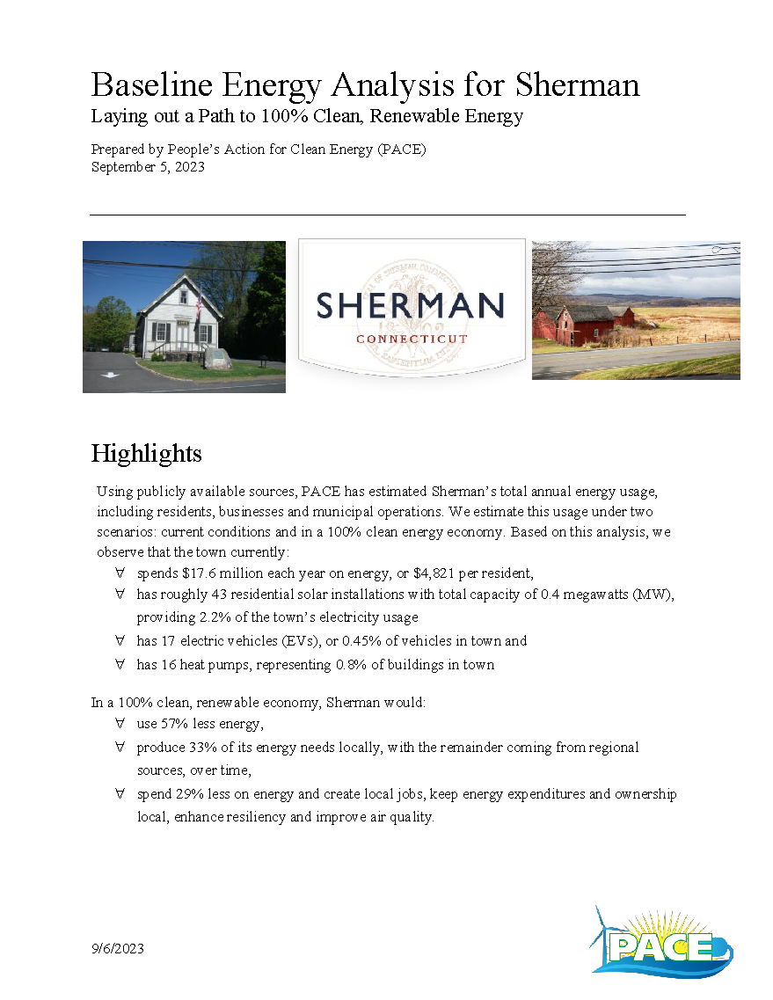 Baseline Energy Analysis for Sherman
Laying out a Path to 100% Clean, Renewable Energy
Prepared by People's Action for Clean Energy (PACE)
September 5, 2023
SHERMAN
CONNECTICUT
Highlights
Using publicly available sources, PACE has estimated Sherman's total annual energy usage,
including residents, businesses and municipal operations. We estimate this usage under two
scenarios: current conditions and in a 100% clean energy economy. Based on this analysis, we
observe that the town currently:
∀ spends $17.6 million each year on energy, or $4,821 per resident,
∀ has roughly 43 residential solar installations with total capacity of 0.4 megawatts (MW),
providing 2.2% of the town's electricity usage
∀ has 17 electric vehicles (EVs), or 0.45% of vehicles in town and
∀ has 16 heat pumps, representing 0.8% of buildings in town
In a 100% clean, renewable economy, Sherman would:
∀ use 57% less energy,
∀ produce 33% of its energy needs locally, with the remainder coming from regional
sources, over time,
∀ spend 29% less on energy and create local jobs, keep energy expenditures and ownership
local, enhance resiliency and improve air quality.
9/6/2023
PACE